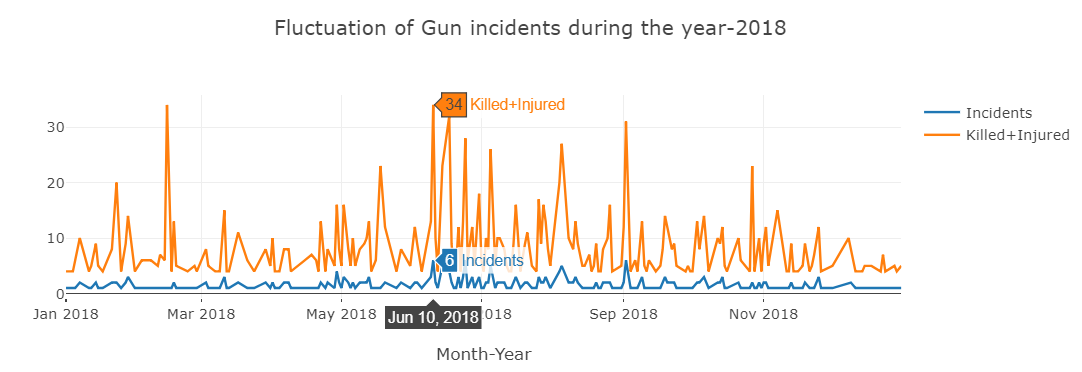 Fluctuation of Gun incidents during the year-2018
34 Killed+Injured
Incidents
Killed+Injured
30
20
10
6 Incidents
0
Jan 2018
Mar 2018
May 2018
2018
Sep 2018
Nov 2018
Jun 10, 2018
Month-Year